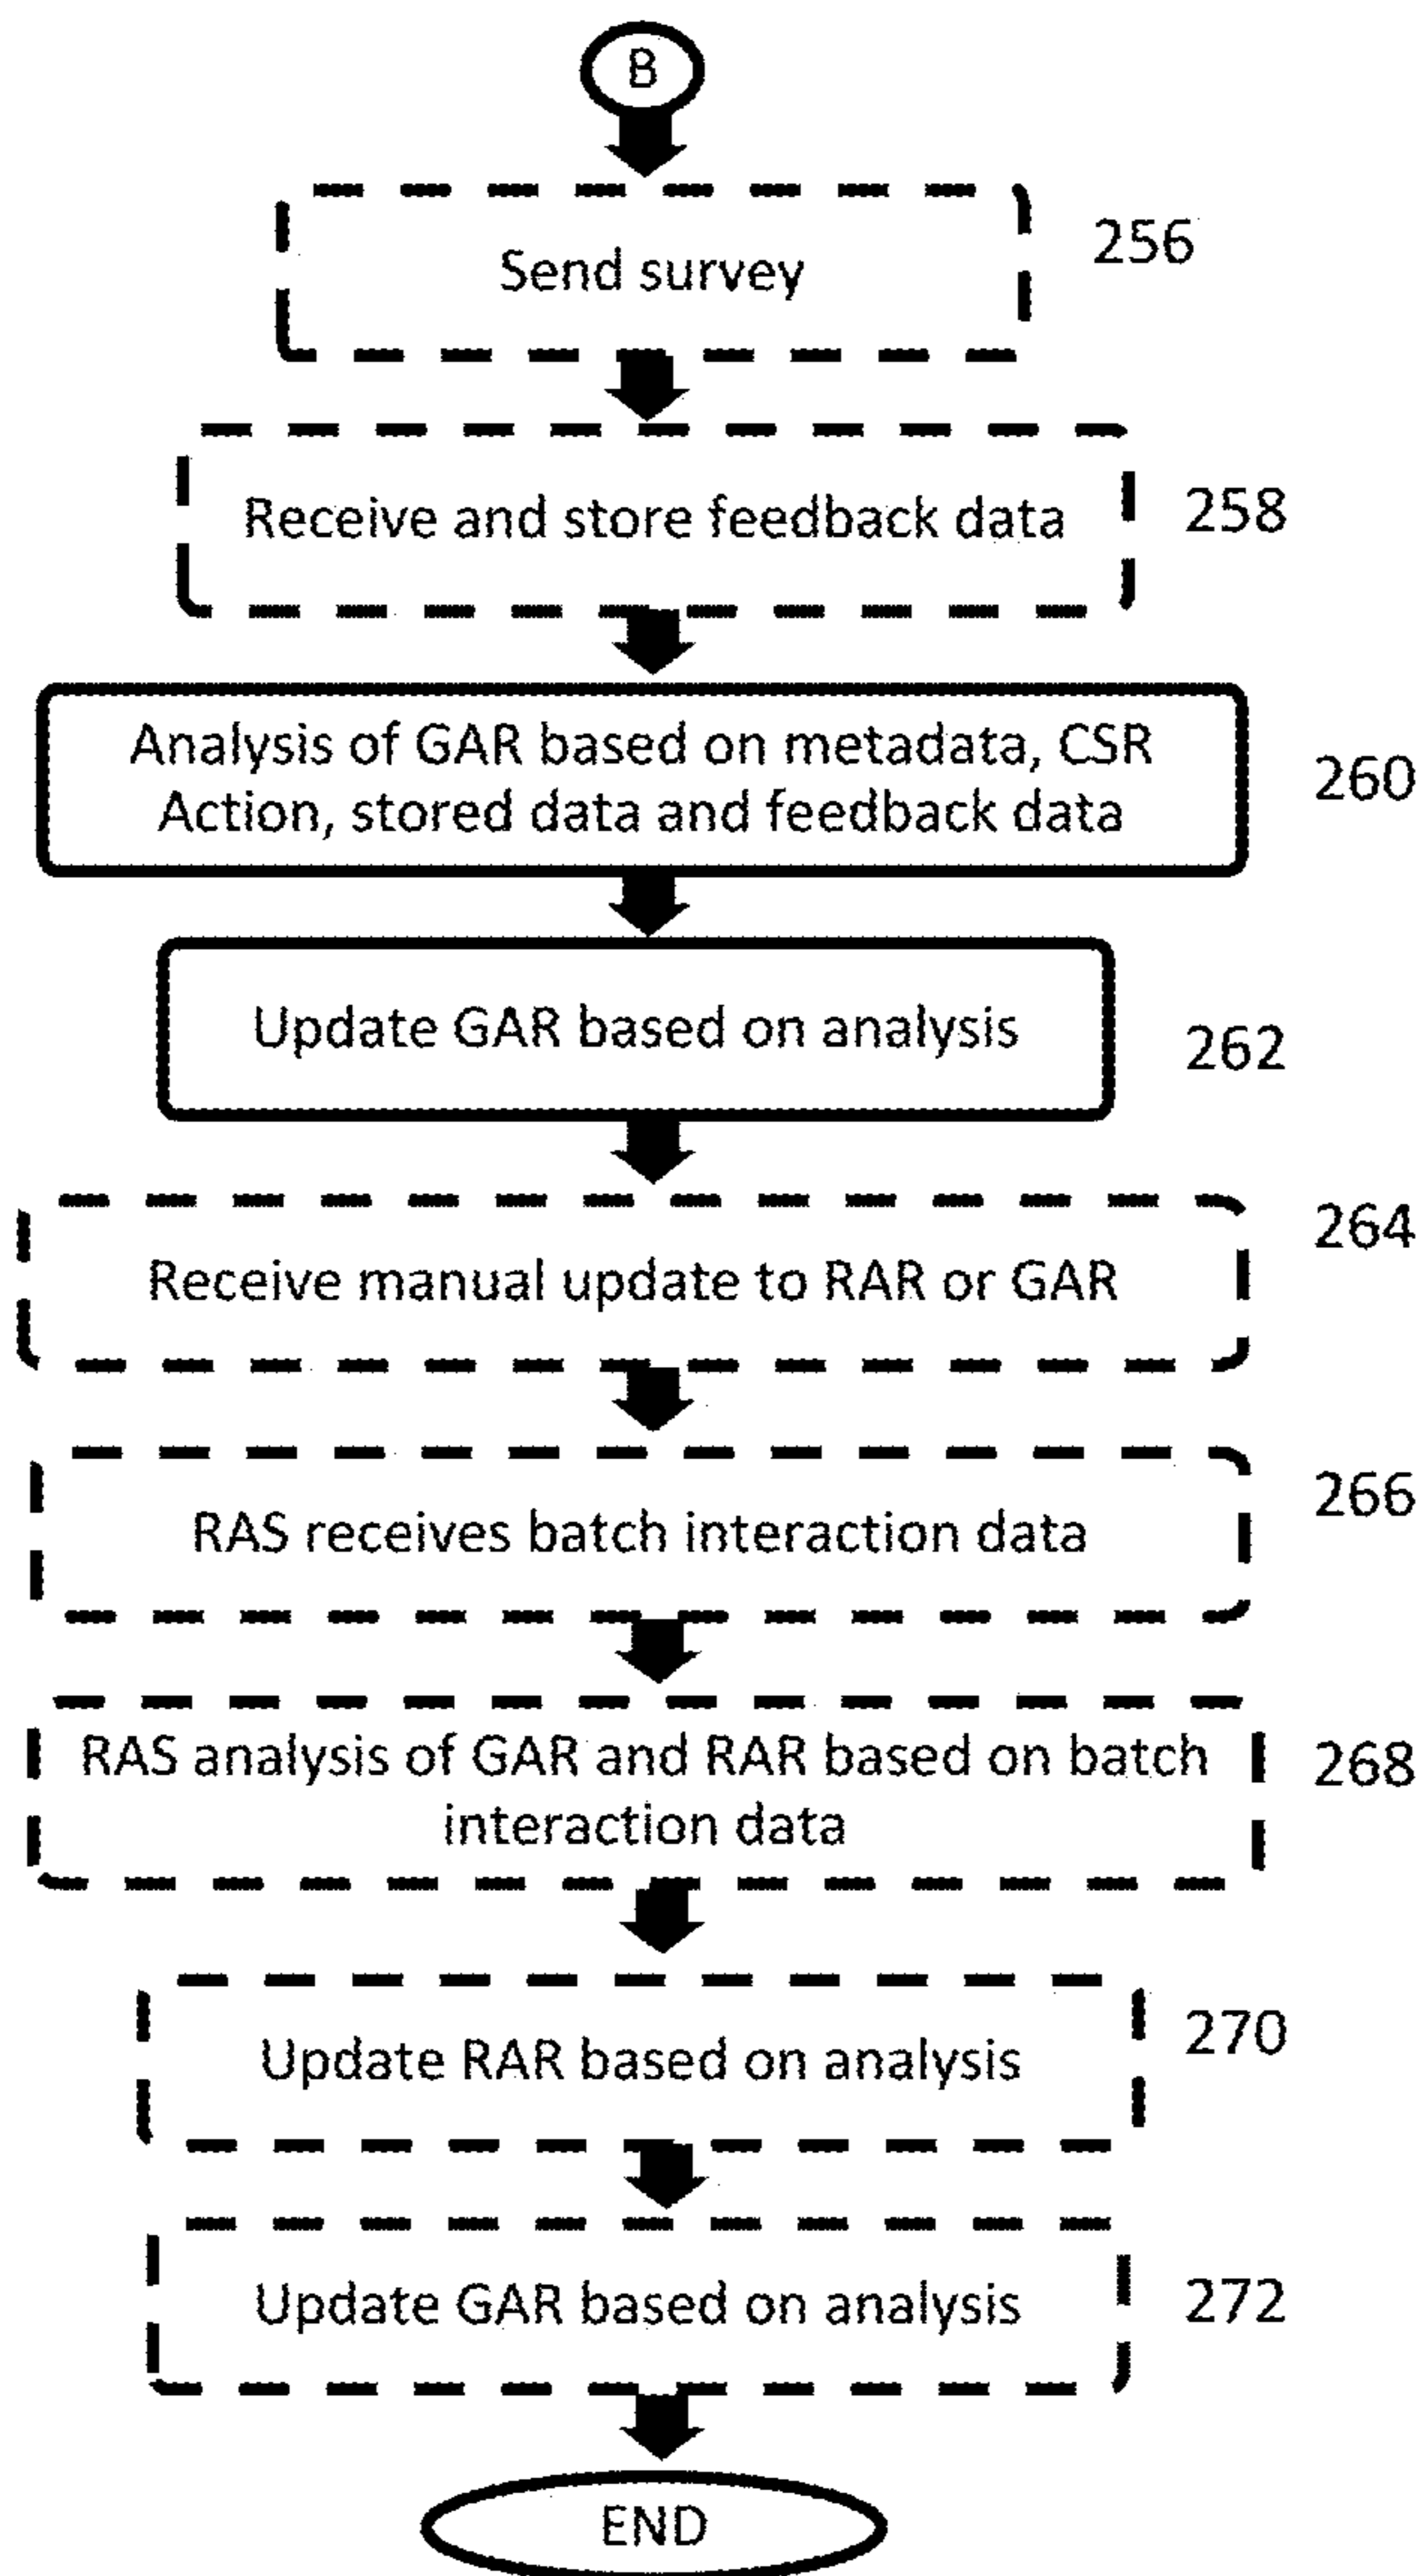 B
Send survey
256
Receive and store feedback data
258
Analysis of GAR based on metadata, CSR
Action, stored data and feedback data
260
Update GAR based on analysis
262
Receive manual update to RAR or GAR
264
RAS receives batch interaction data
266
RAS analysis of GAR and RAR based on batch
interaction data
268
Update RAR based on analysis
270
Update GAR based on analysis
272
END